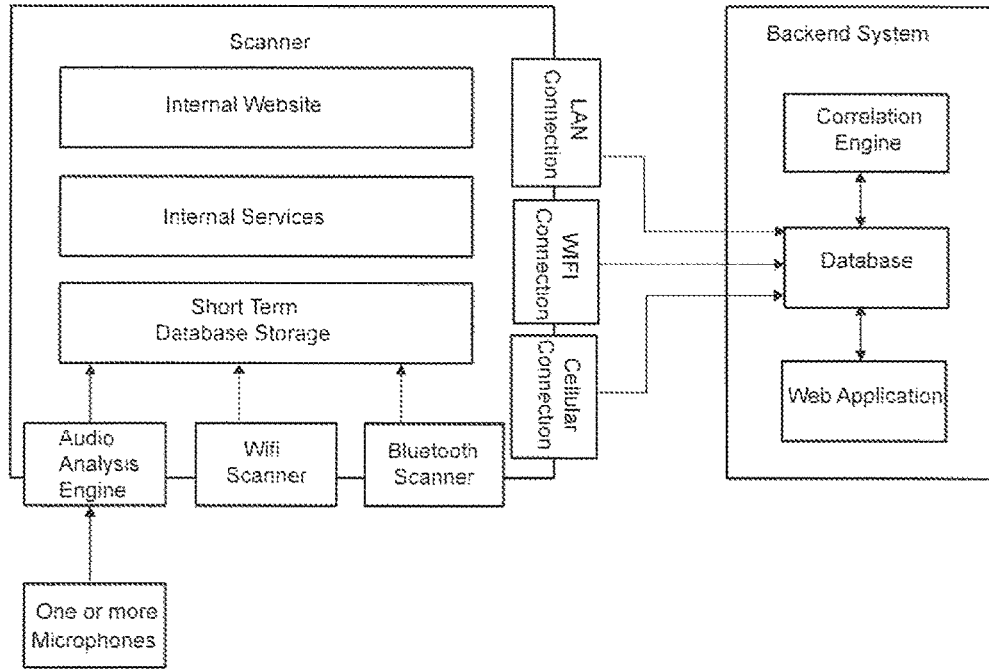 Scanner
Internal Website
Internal Services
Short Term
Database Storage
Audio
Analysis
Engine
Wifi
Scanner
Bluetooth
Scanner
One or more
Microphones
LAN
Connection
WIFI
Connection
Cellular
Connection
Backend System
Correlation
Engine
Database
Web Application